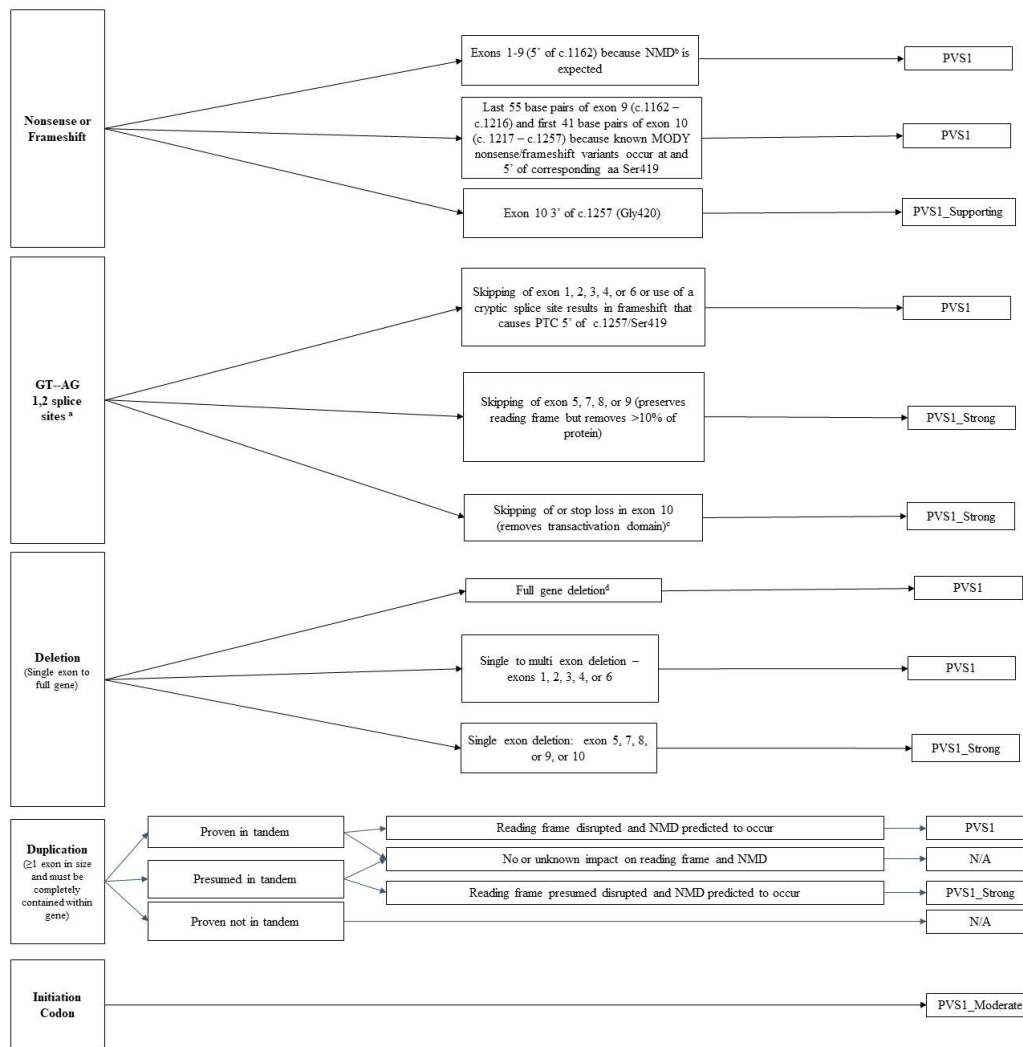 Nonsense or
Frameshift
Exons 1-9 (5’ of c.1162) because NMDᵇ is
expected
PVS1
Last 55 base pairs of exon 9 (c.1162 –
c.1216) and first 41 base pairs of exon 10
(c. 1217 – c.1257) because known MODY
nonsense/frameshift variants occur at and
5’ of corresponding aa Ser419
PVS1
Exon 10 3’ of c.1257 (Gly420)
PVS1_Supporting
GT--AG
1,2 splice
sites ᵃ
Skipping of exon 1, 2, 3, 4, or 6 or use of a
cryptic splice site results in frameshift that
causes PTC 5’ of c.1257/Ser419
PVS1
Skipping of exon 5, 7, 8, or 9 (preserves
reading frame but removes >10% of
protein)
PVS1_Strong
Skipping of or stop loss in exon 10
(removes transactivation domain)ᶜ
PVS1_Strong
Deletion
(Single exon to
full gene)
Full gene deletionᵈ
PVS1
Single to multi exon deletion –
exons 1, 2, 3, 4, or 6
PVS1
Single exon deletion: exon 5, 7, 8,
or 9, or 10
PVS1_Strong
Duplication
(≥1 exon in size
and must be
completely
contained within
gene)
Proven in tandem
Reading frame disrupted and NMD predicted to occur
PVS1
No or unknown impact on reading frame and NMD
N/A
Presumed in tandem
Reading frame presumed disrupted and NMD predicted to occur
PVS1_Strong
Proven not in tandem
N/A
Initiation
Codon
PVS1_Moderate